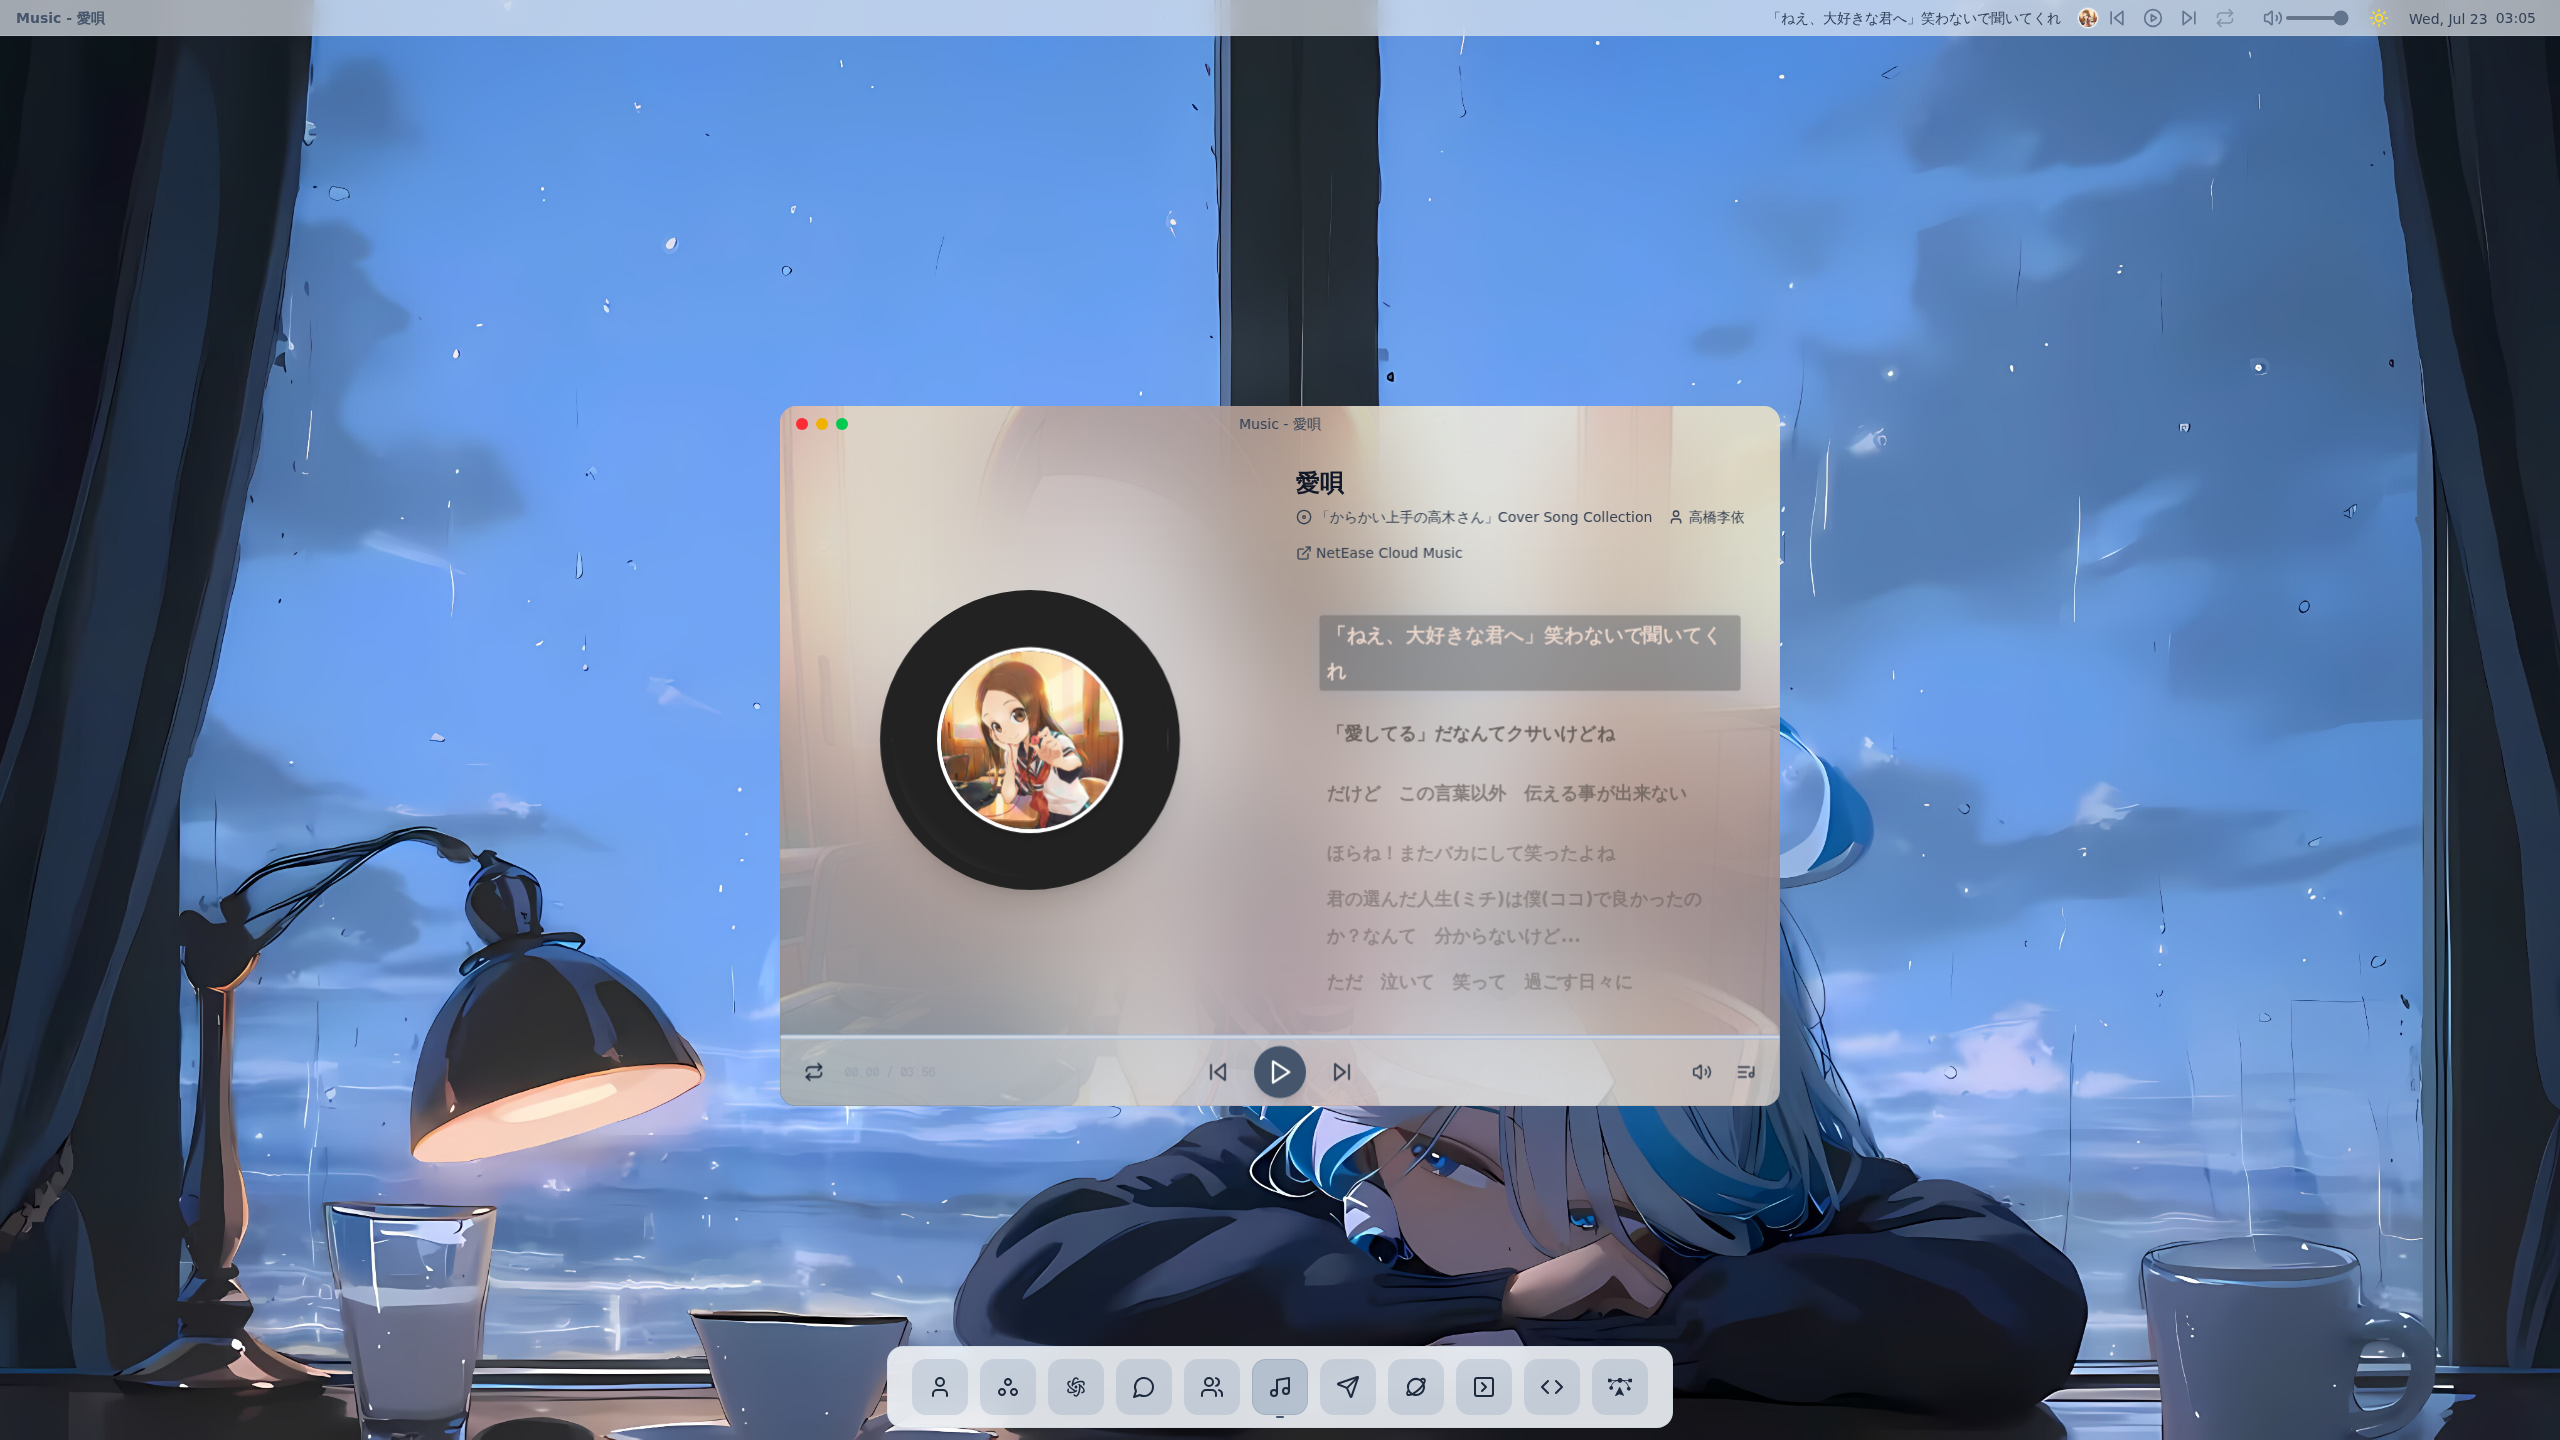 Music - 愛唄
「ねえ、大好きな君へ」笑わないで聞いてくれ
Wed, Jul 23 03:05
Music - 愛唄
愛唄
「からかい上手の高木さん」Cover Song Collection 高橋李依
NetEase Cloud Music
「ねえ、大好きな君へ」笑わないで聞いてく
れ
「愛してる」だなんてクサいけどね
だけど　この言葉以外　伝える事が出来ない
ほらね！またバカにして笑ったよね
君の選んだ人生(ミチ)は僕(ココ)で良かったの
か？なんて　分からないけど...
ただ　泣いて　笑って　過ごす日々に
00:00 / 03:56